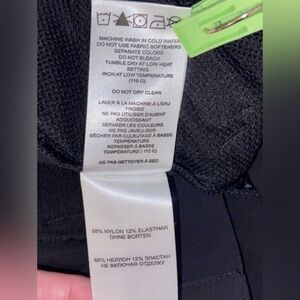 MACHINE WASH IN COLD WATER
DO NOT USE FABRIC SOFTENERS
SEPARATE COLORS
DO NOT BLEACH
TUMBLE DRY AT LOW HEAT
SETTING
IRON AT LOW TEMPERATURE
(110 C)
DO NOT DRY CLEAN
LAVER A LA MACHINE A L'EAU
FROIDE
NE PAS UTILISER D'AGENT
ADOUCISSANT
SÉPARER LES COULEURS
NE PAS JAVELLISER
SÉCHER PAR CULBUTAGE A BASSE
TEMPÉRATURE
REPASSER A BASSE
TEMPÉRATURE (110 C)
NE PAS NETTOYER À SEC
88% NYLON 12% ELASTHAN
OHNE BORTEN
88% НЕЙЛОН 12% ЭЛАСТАН
НЕ ВКЛЮЧАЯ ОТДЕЛКУ